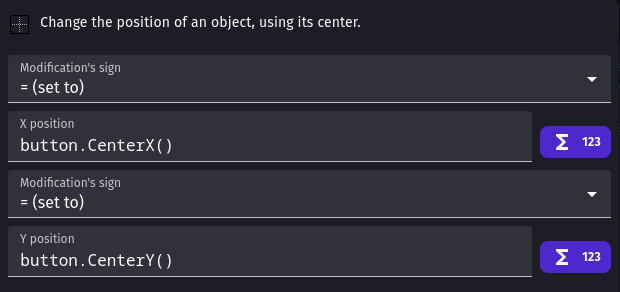 Change the position of an object, using its center.
Modification's sign
= (set to)
X position
button.CenterX()
Σ 123
Modification's sign
= (set to)
Y position
button.CenterY()
Σ 123